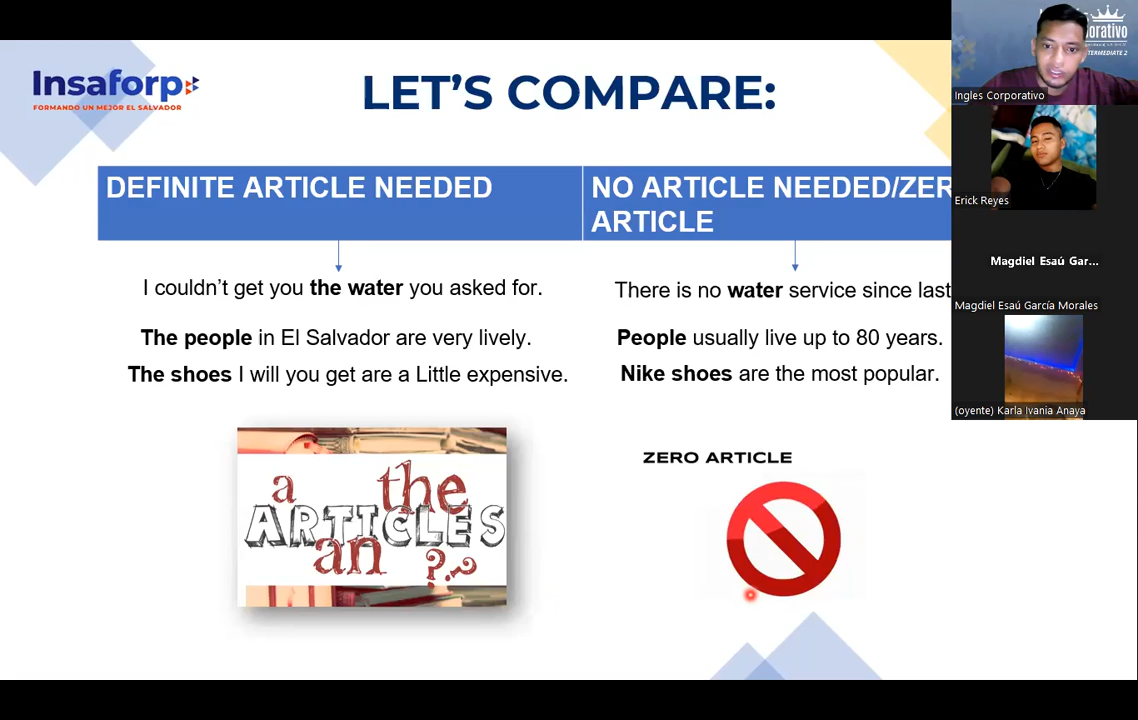 Insaforp
FORMANDO UN MEJOR EL SALVADOR
LET'S COMPARE:
DEFINITE ARTICLE NEEDED
NO ARTICLE NEEDED/ZER
ARTICLE
I couldn't get you the water you asked for.
The people in El Salvador are very lively.
The shoes I will you get are a Little expensive.
There is no water service since last
People usually live up to 80 years.
Nike shoes are the most popular.
a the
ARTICLES
an ??
ZERO ARTICLE
orativo
INTERMEDIATE 2
Ingles Corporativo
Erick Reyes
Magdiel Esaú Gar...
Magdiel Esaú García Morales
(oyente) Karla Ivania Anaya